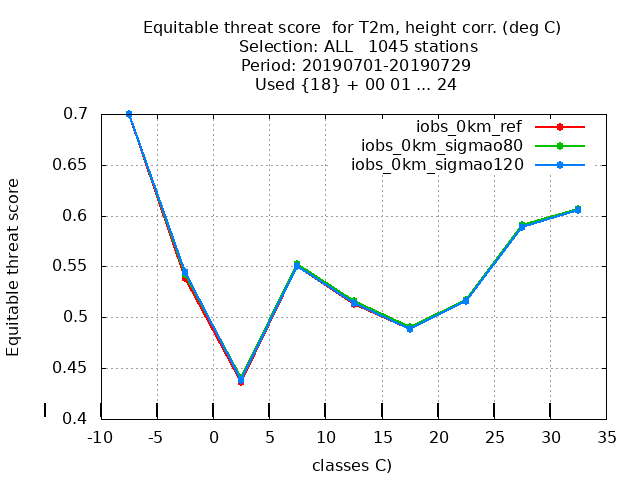 Equitable threat score  for T2m, height corr. (deg C)
Selection: ALL   1045 stations
Period: 20190701-20190729
Used {18} + 00 01 ... 24
iobs_0km_ref
iobs_0km_sigmao80
iobs_0km_sigmao120
Equitable threat score
0.7
0.65
0.6
0.55
0.5
0.45
0.4
-10 -5 0 5 10 15 20 25 30 35
classes C)